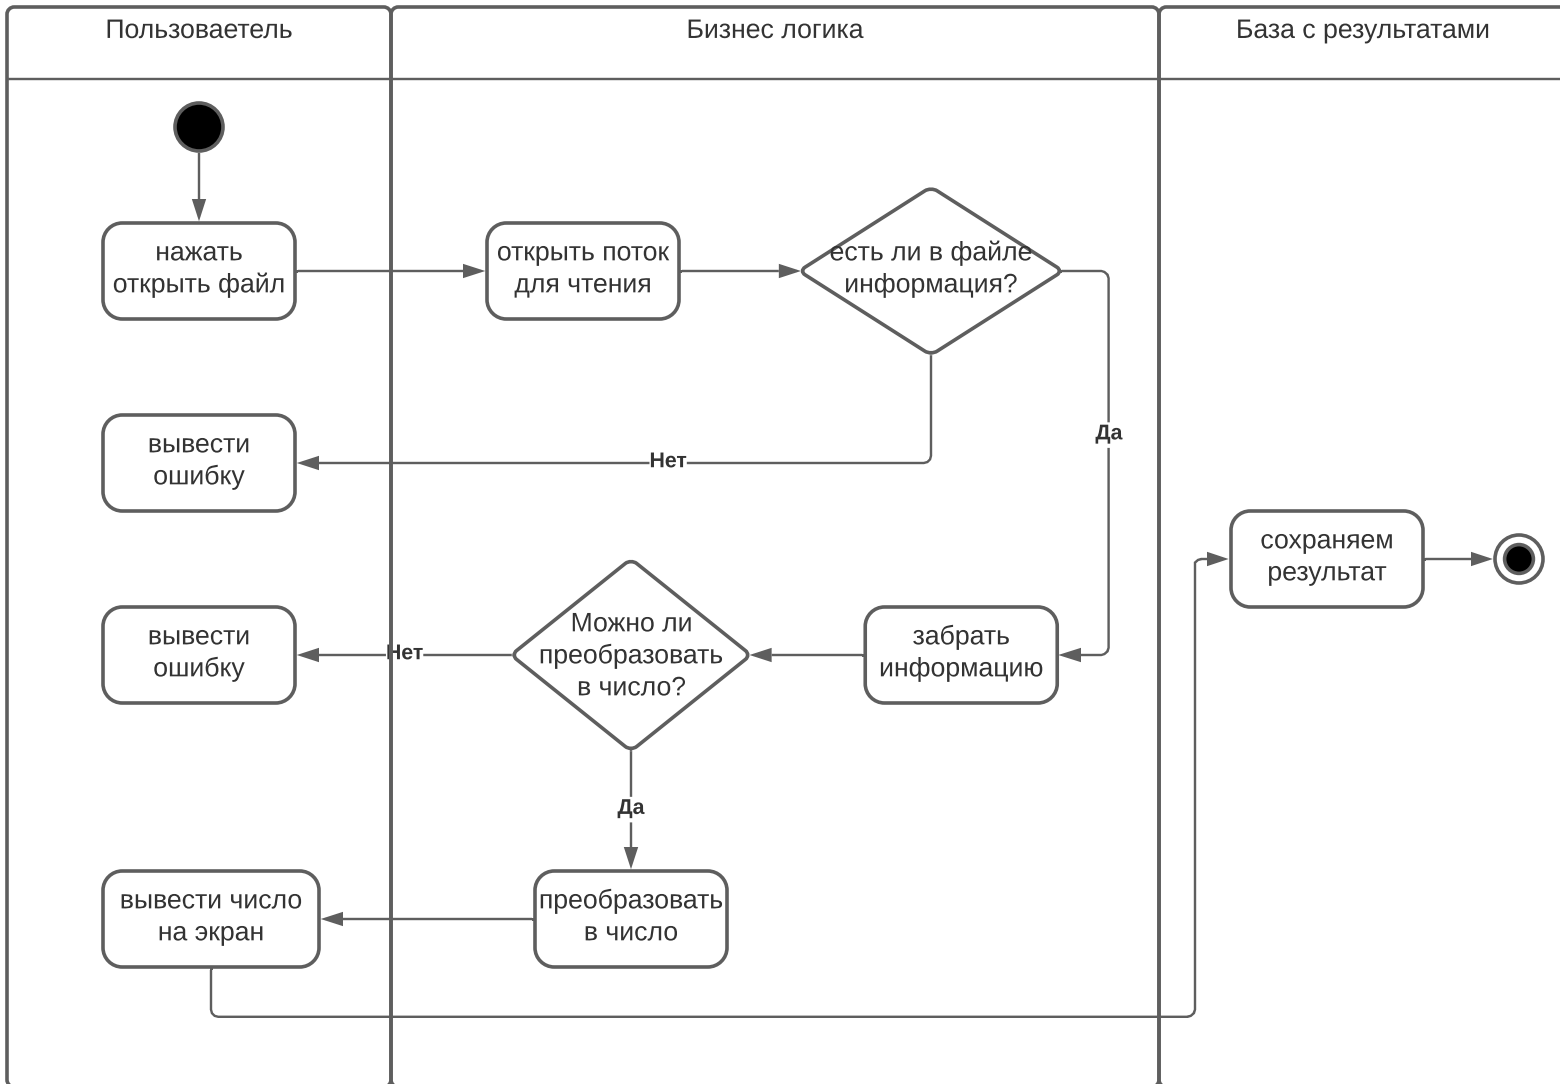 Пользоваетель
Бизнес логика
База с результатами
нажать
открыть файл
открыть поток
для чтения
есть ли в файле
информация?
Да
вывести
ошибку
Нет
сохраняем
результат
вывести
ошибку
Нет
Можно ли
преобразовать
в число?
забрать
информацию
Да
вывести число
на экран
преобразовать
в число